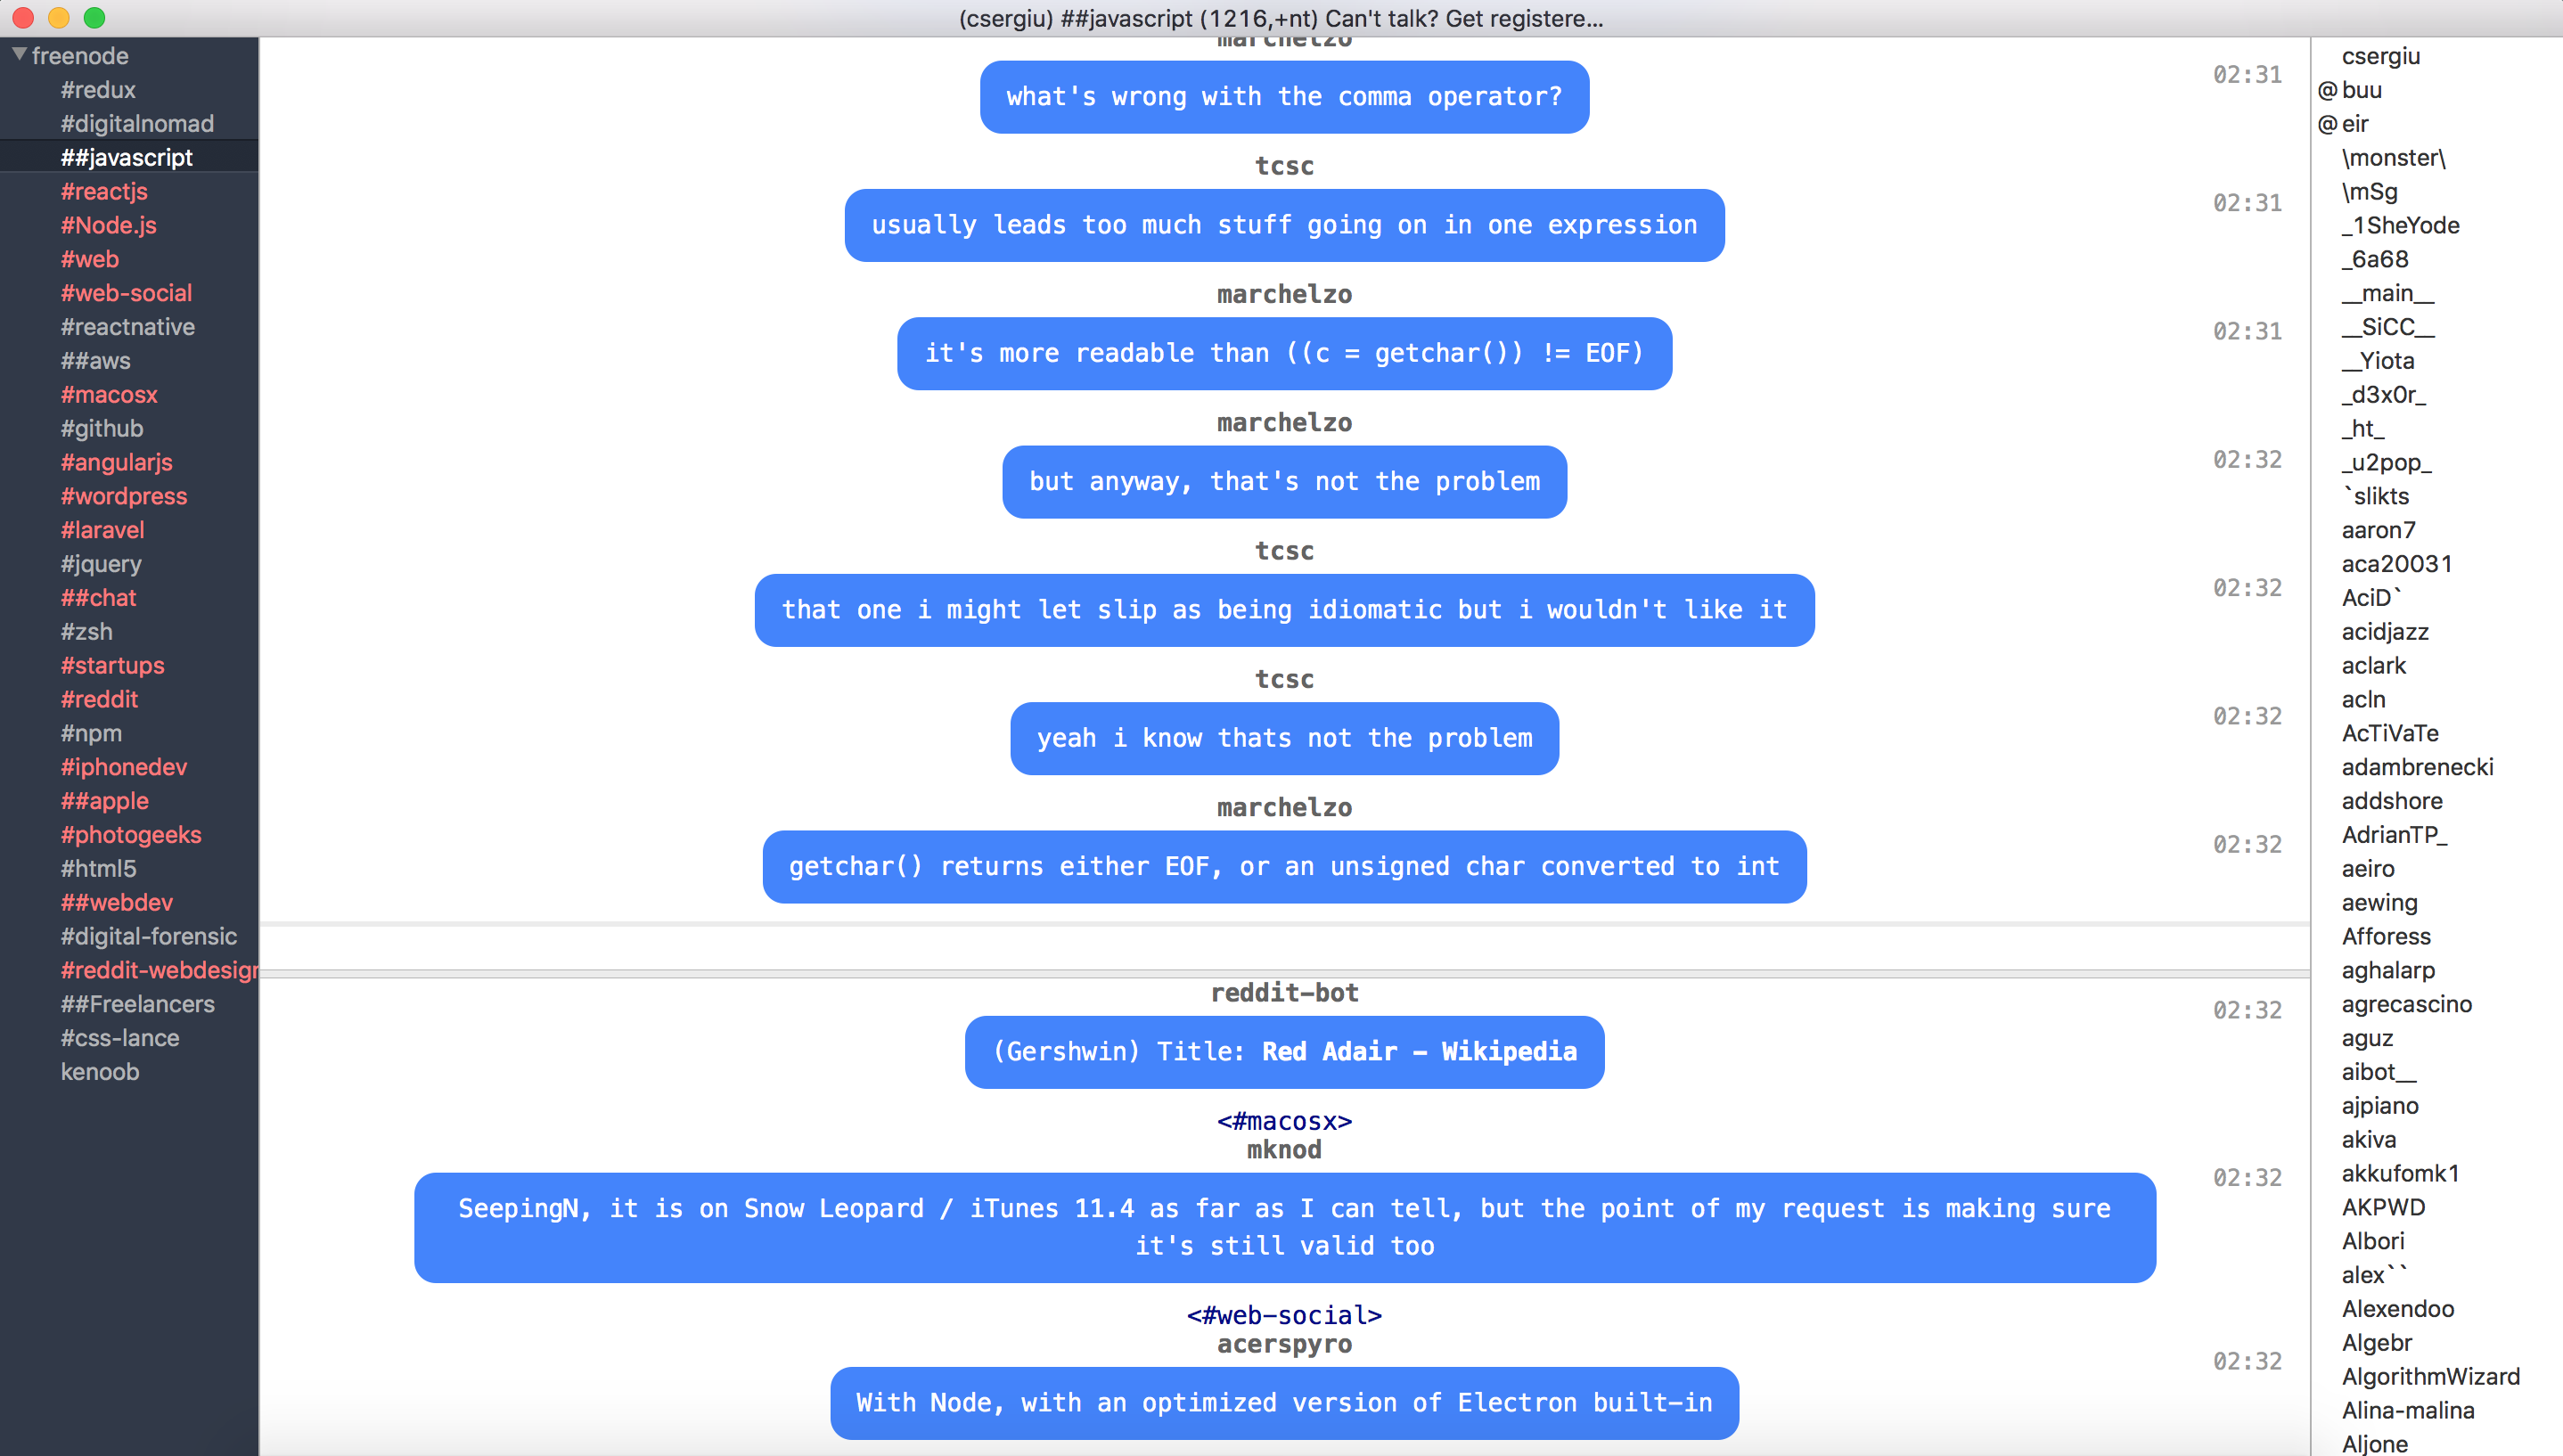 (csergiu) ##javascript (1216,+nt) Can't talk? Get registere...
freenode
#redux
#digitalnomad
##javascript
#reactjs
#Node.js
#web
#web-social
#reactnative
##aws
#macosx
#github
#angularjs
#wordpress
#laravel
#jquery
##chat
#zsh
#startups
#reddit
#npm
#iphonedev
##apple
#photogeeks
#html5
##webdev
#digital-forensic
#reddit-webdesign
##Freelancers
#css-lance
kenoob
marchelzo
what's wrong with the comma operator?
02:31
tcsc
usually leads too much stuff going on in one expression
02:31
marchelzo
it's more readable than ((c = getchar()) != EOF)
02:31
marchelzo
but anyway, that's not the problem
02:32
tcsc
that one i might let slip as being idiomatic but i wouldn't like it
02:32
tcsc
yeah i know thats not the problem
02:32
marchelzo
getchar() returns either EOF, or an unsigned char converted to int
02:32
reddit-bot
(Gershwin) Title: Red Adair - Wikipedia
02:32
<#macosx>
mknod
SeepingN, it is on Snow Leopard / iTunes 11.4 as far as I can tell, but the point of my request is making sure
it's still valid too
02:32
<#web-social>
acerspyro
With Node, with an optimized version of Electron built-in
02:32
csergiu
@buu
@eir
\monster\
\mSg
_1SheYode
_6a68
__main__
__SiCC__
__Yiota
_d3x0r_
_ht_
_u2pop_
`slikts
aaron7
aca20031
AciD`
acidjazz
aclark
acln
AcTiVaTe
adambrenecki
addshore
AdrianTP_
aeiro
aewing
Afforess
aghalarp
agrecascino
aguz
aibot__
ajpiano
akiva
akkufomk1
AKPWD
Albori
alex``
Alexendoo
Algebr
AlgorithmWizard
Alina-malina
Aljone